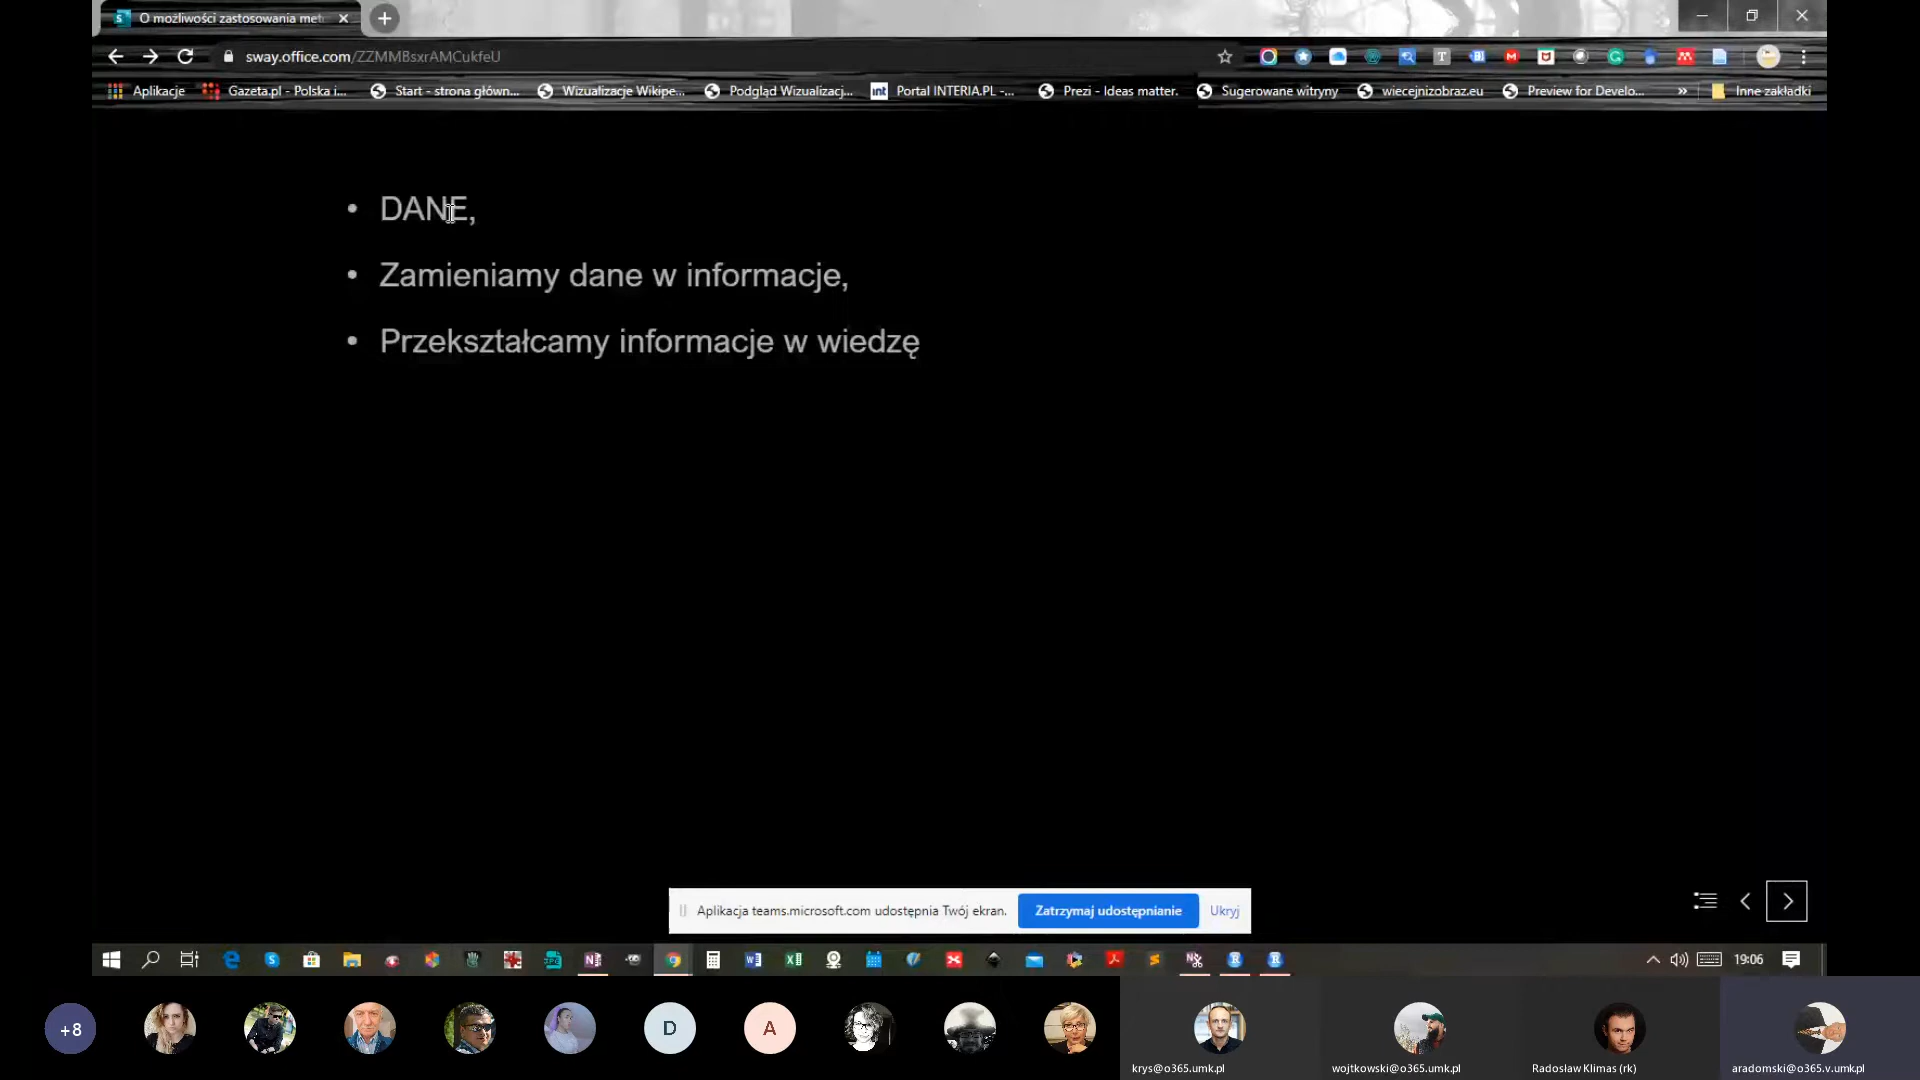 O możliwości zastosowania met
sway.office.com/ZZMMBsxrAMCukfeU
Aplikacje
Gazeta.pl - Polska i...
Start - strona główn...
Wizualizacje Wikipe...
Podgląd Wizualizacj...
Portal INTERIA.PL -...
Prezi - Ideas matter.
Sugerowane witryny
wiecejnizobraz.eu
Preview for Develo...
Inne zakładki
• DANE,
• Zamieniamy dane w informacje,
• Przekształcamy informacje w wiedzę
Aplikacja teams.microsoft.com udostępnia Twój ekran.
Zatrzymaj udostępnianie
Ukryj
19:06
+8
D
A
krys@o365.umk.pl
wojtkowski@o365.umk.pl
Radosław Klimas (rk)
aradomski@o365.v.umk.pl